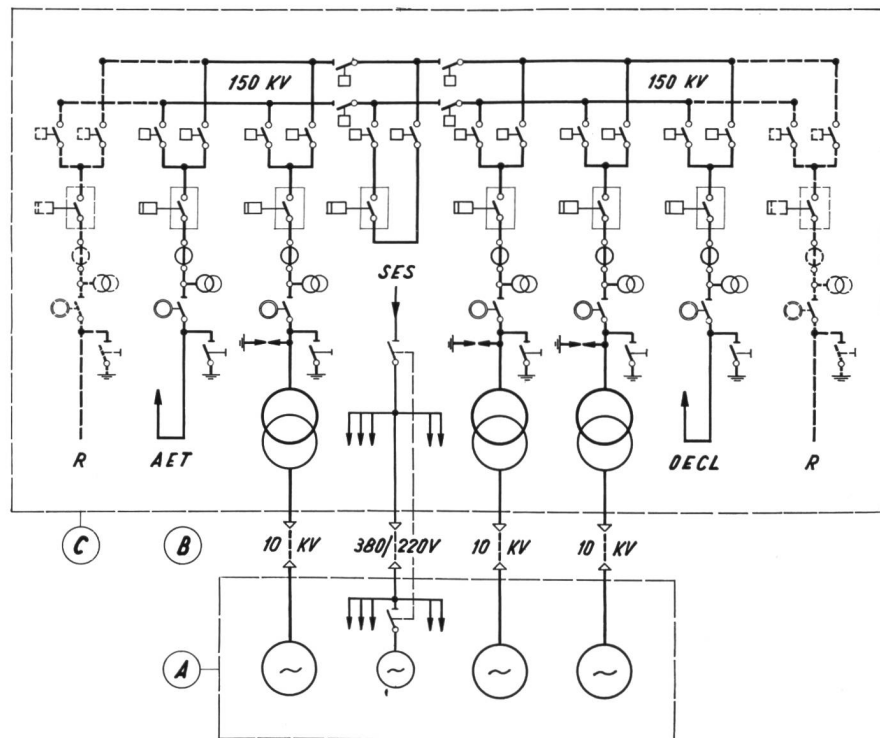 150 KV 150 KV
SES
R AET DECL R
C B 10 KV 380/220V 10 KV 10 KV
A